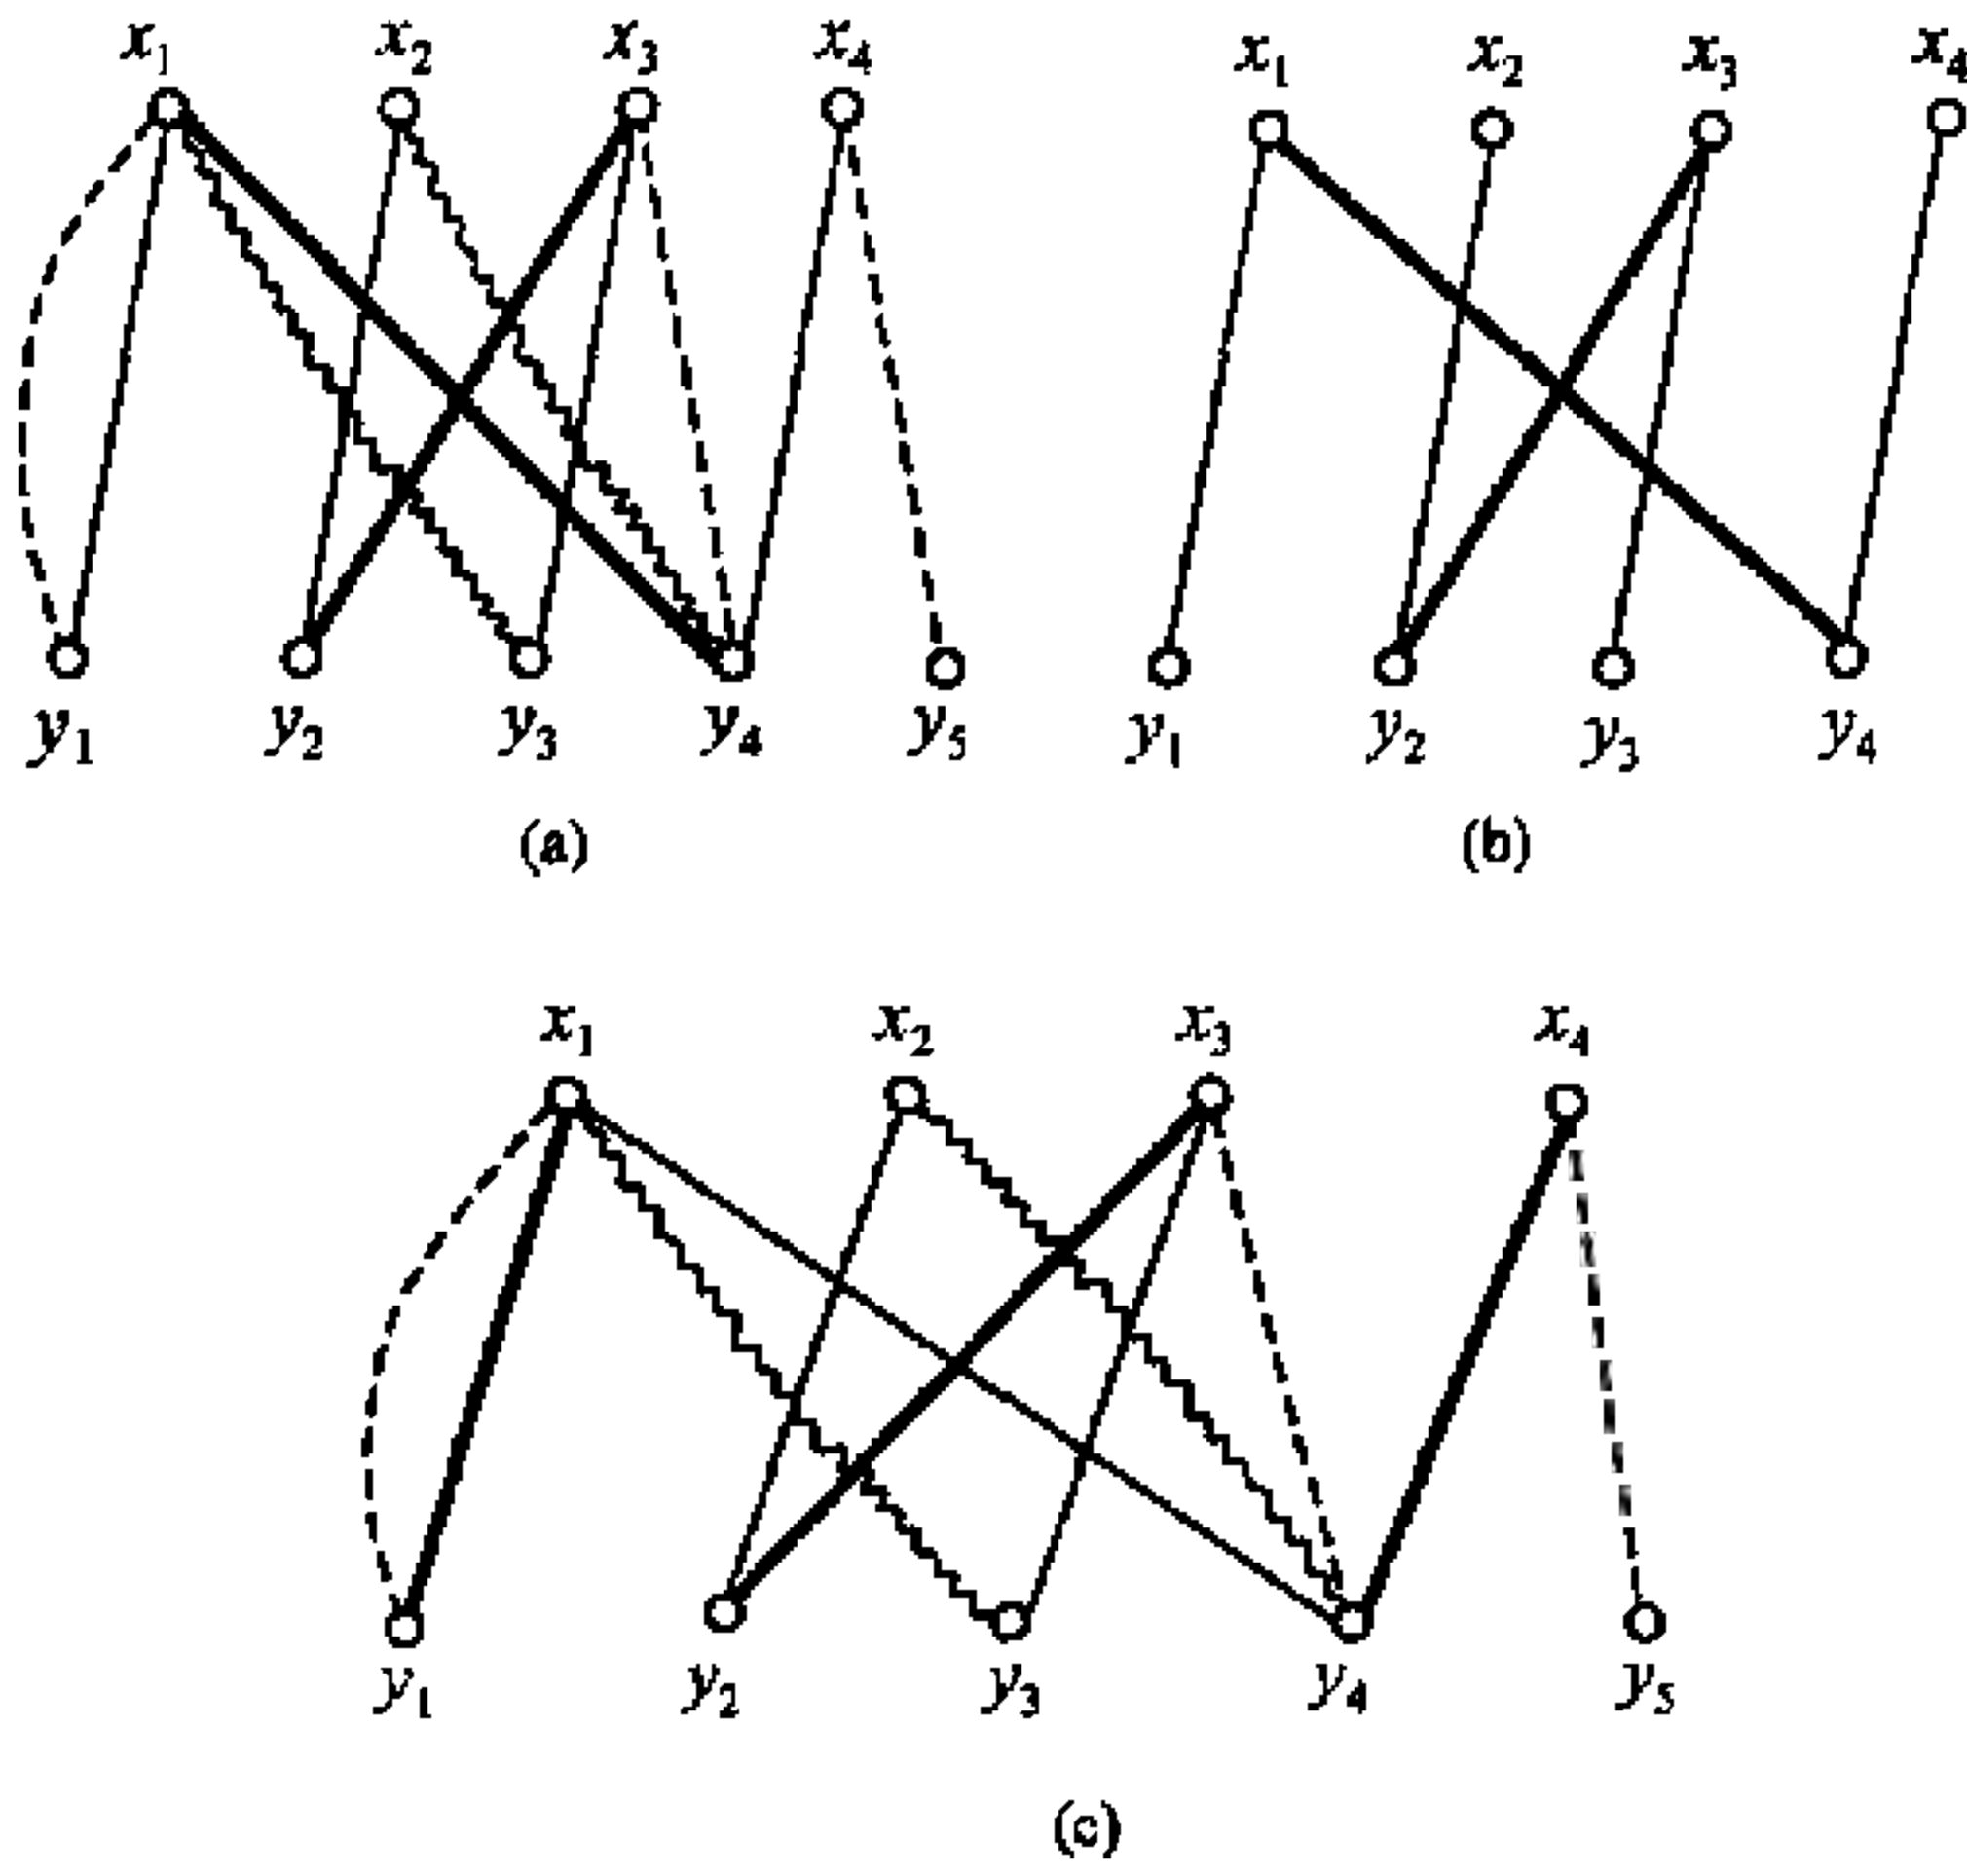 x₁ x₂ x₃ x₄
y₁ y₂ y₃ y₄ y₅
(a)
x₁ x₂ x₃ x₄
y₁ y₂ y₃ y₄
(b)
x₁ x₂ x₃ x₄
y₁ y₂ y₃ y₄ y₅
(c)